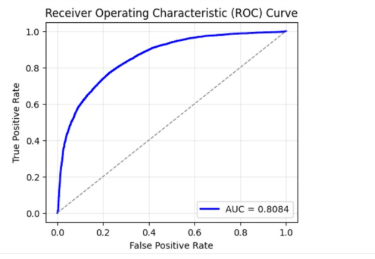 Receiver Operating Characteristic (ROC) Curve
1.0
0.8
0.6
0.4
0.2
0.0
True Positive Rate
AUC = 0.8084
0.0 0.2 0.4 0.6 0.8 1.0
False Positive Rate